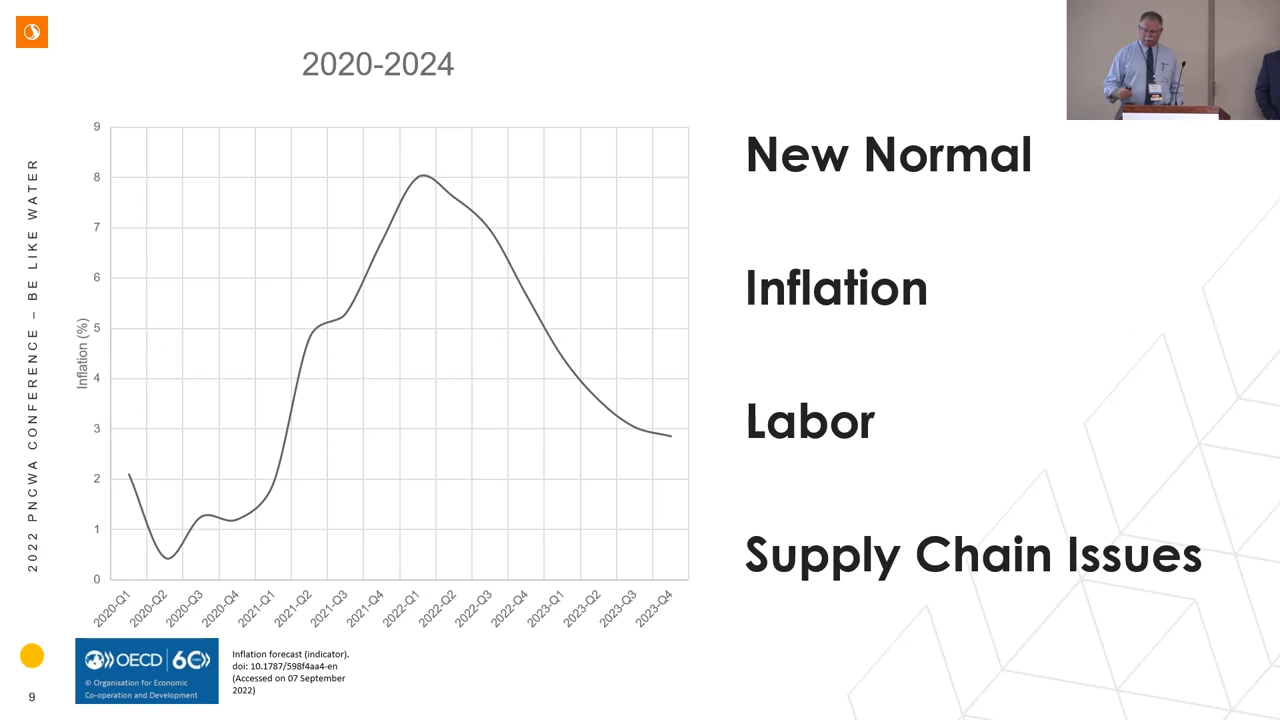 2020-2024
2022 PNCWA CONFERENCE – BE LIKE WATER
Inflation (%)
9
8
7
6
5
4
3
2
1
0
2020-Q1
2020-Q2
2020-Q3
2020-Q4
2021-Q1
2021-Q2
2021-Q3
2021-Q4
2022-Q1
2022-Q2
2022-Q3
2022-Q4
2023-Q1
2023-Q2
2023-Q3
2023-Q4
New Normal
Inflation
Labor
Supply Chain Issues
OECD 60
© Organisation for Economic
Co-operation and Development
Inflation forecast (indicator).
doi: 10.1787/598f4aa4-en
(Accessed on 07 September
2022)
9